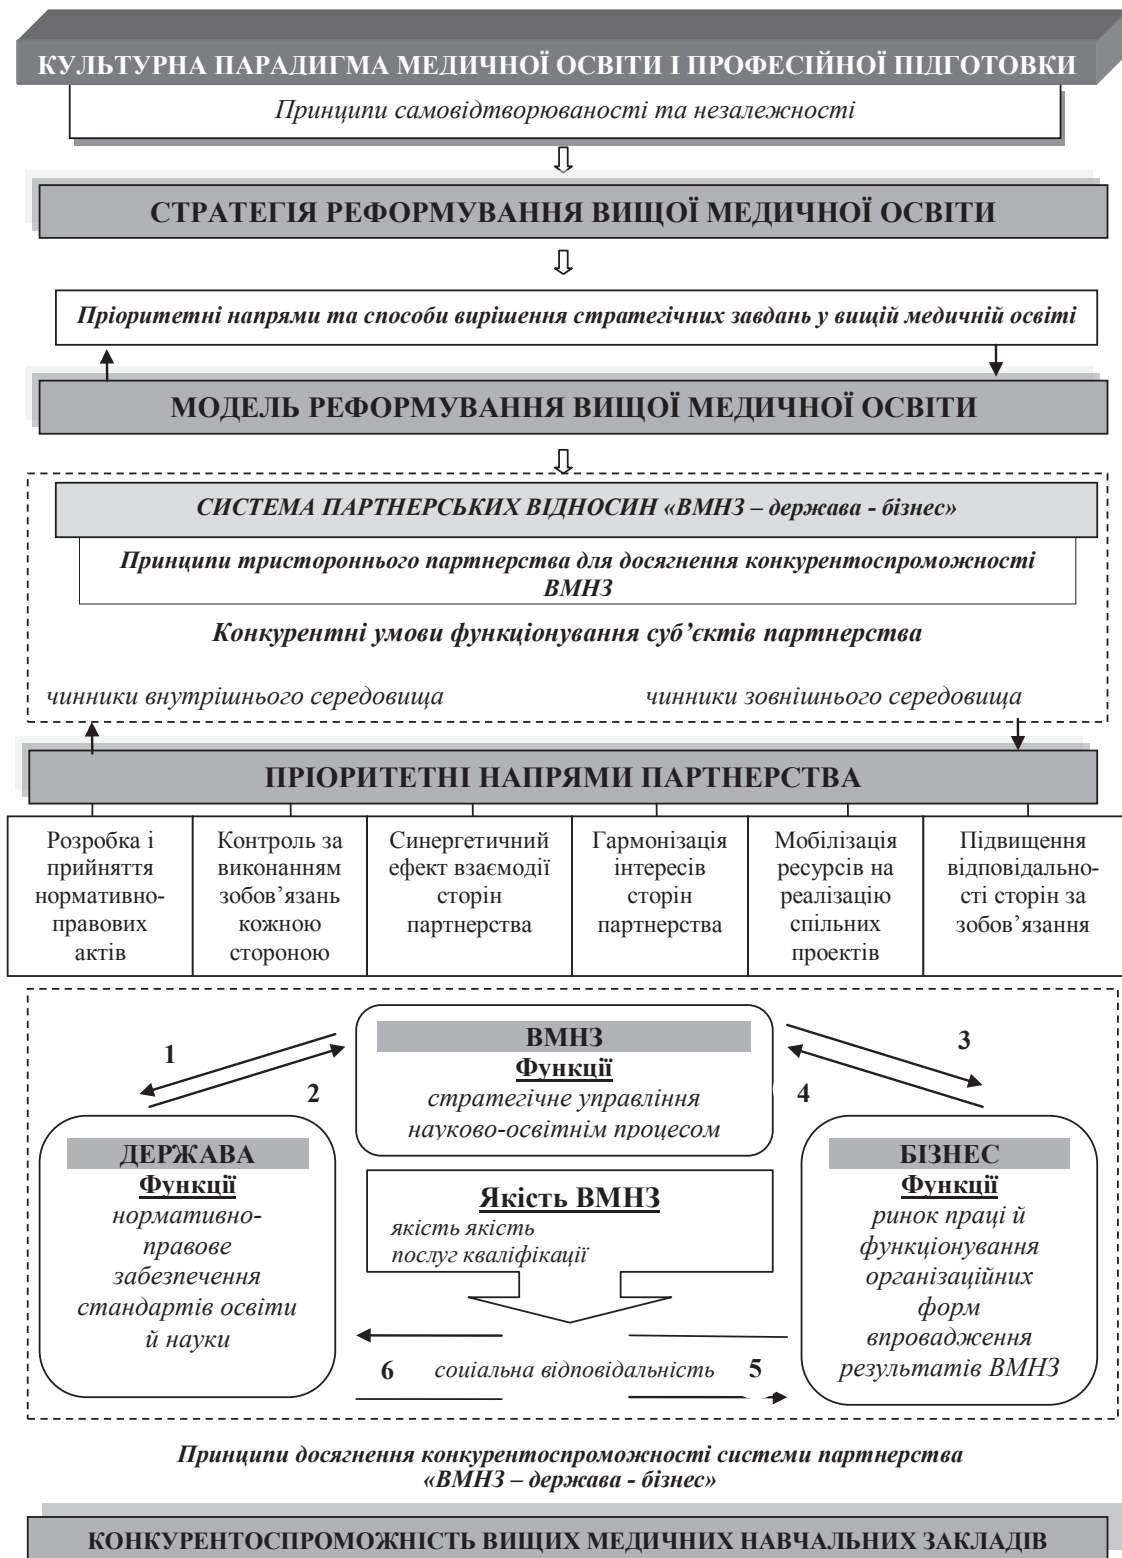 КУЛЬТУРНА ПАРАДИГМА МЕДИЧНОЇ ОСВІТИ І ПРОФЕСІЙНОЇ ПІДГОТОВКИ
Принципи самовідтворюваності та незалежності
СТРАТЕГІЯ РЕФОРМУВАННЯ ВИЩОЇ МЕДИЧНОЇ ОСВІТИ
Пріоритетні напрями та способи вирішення стратегічних завдань у вищій медичній освіті
МОДЕЛЬ РЕФОРМУВАННЯ ВИЩОЇ МЕДИЧНОЇ ОСВІТИ
СИСТЕМА ПАРТНЕРСЬКИХ ВІДНОСИН «ВМНЗ – держава - бізнес»
Принципи тристороннього партнерства для досягнення конкурентоспроможності
ВМНЗ
Конкурентні умови функціонування суб’єктів партнерства
чинники внутрішнього середовища
чинники зовнішнього середовища
ПРІОРИТЕТНІ НАПРЯМИ ПАРТНЕРСТВА
Розробка і
прийняття
нормативно-
правових
актів
Контроль за
виконанням
зобов’язань
кожною
стороною
Синергетичний
ефект взаємодії
сторін
партнерства
Гармонізація
інтересів
сторін
партнерства
Мобілізація
ресурсів на
реалізацію
спільних
проектів
Підвищення
відповідально-
сті сторін за
зобов’язання
1
2
ВМНЗ
Функції
стратегічне управління
науково-освітнім процесом
3
4
ДЕРЖАВА
Функції
нормативно-
правове
забезпечення
стандартів освіти
й науки
Якість ВМНЗ
якість якість
послуг кваліфікації
БІЗНЕС
Функції
ринок праці й
функціонування
організаційних
форм
впровадження
результатів ВМНЗ
6 соціальна відповідальність 5
Принципи досягнення конкурентоспроможності системи партнерства
«ВМНЗ – держава - бізнес»
КОНКУРЕНТОСПРОМОЖНІСТЬ ВИЩИХ МЕДИЧНИХ НАВЧАЛЬНИХ ЗАКЛАДІВ